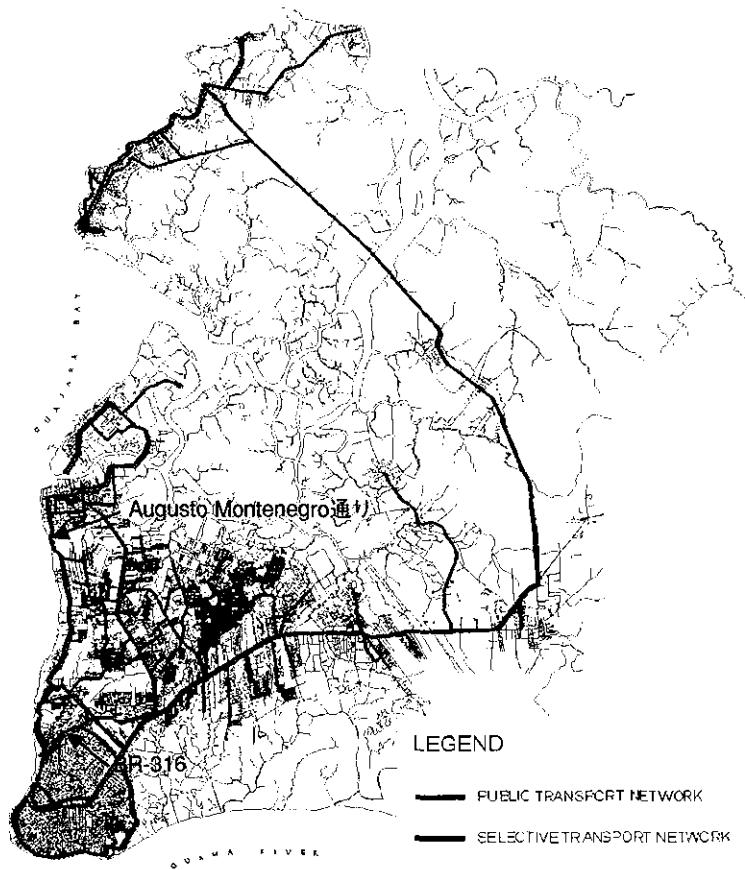 GUAJARA BAY
Augusto Montenegro通り
BR-316
LEGEND
PUBLIC TRANSPORT NETWORK
SELECTIVE TRANSPORT NETWORK
GUAMA RIVER